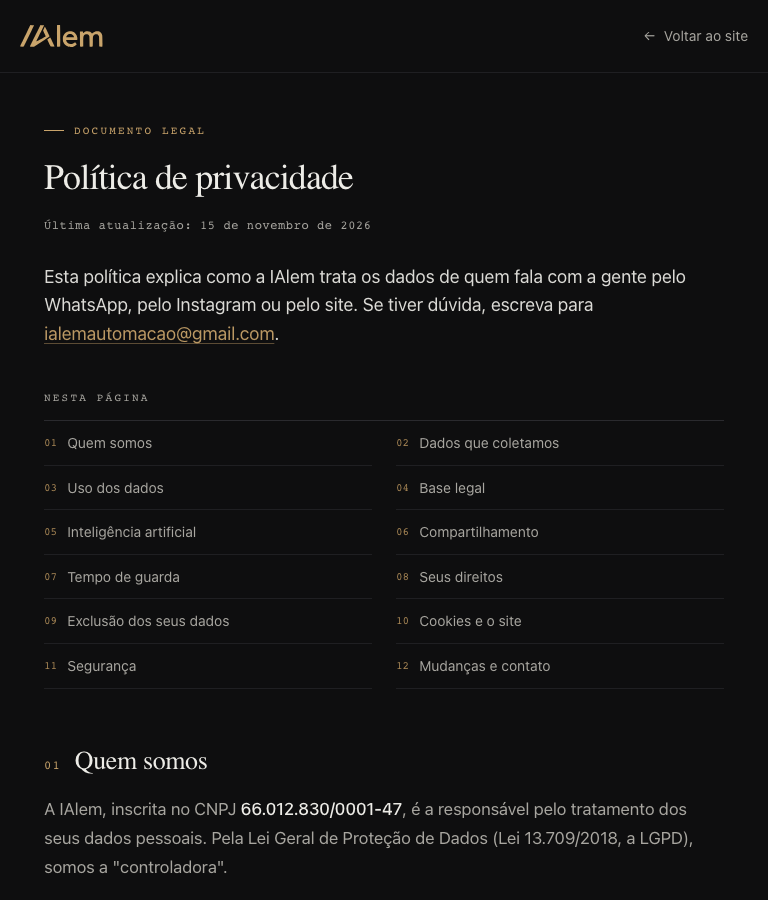 //Alem
← Voltar ao site
DOCUMENTO LEGAL
Política de privacidade
Última atualização: 15 de novembro de 2026
Esta política explica como a IAlem trata os dados de quem fala com a gente pelo
WhatsApp, pelo Instagram ou pelo site. Se tiver dúvida, escreva para
ialemautomacao@gmail.com.
NESTA PÁGINA
01 Quem somos
02 Dados que coletamos
03 Uso dos dados
04 Base legal
05 Inteligência artificial
06 Compartilhamento
07 Tempo de guarda
08 Seus direitos
09 Exclusão dos seus dados
10 Cookies e o site
11 Segurança
12 Mudanças e contato
01 Quem somos
A IAlem, inscrita no CNPJ 66.012.830/0001-47, é a responsável pelo tratamento dos
seus dados pessoais. Pela Lei Geral de Proteção de Dados (Lei 13.709/2018, a LGPD),
somos a "controladora".